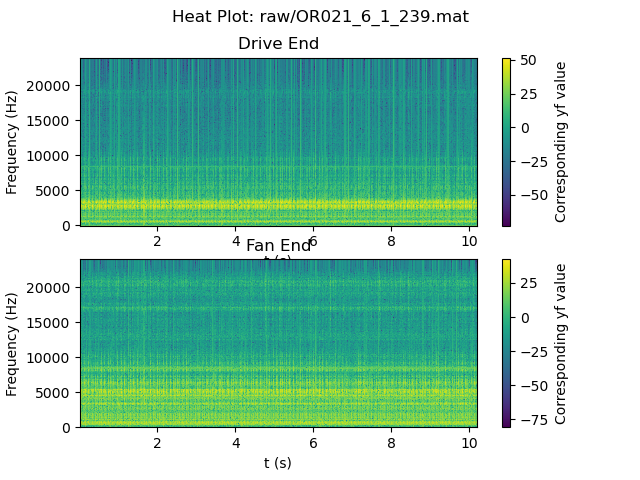 Heat Plot: raw/OR021_6_1_239.mat
Drive End
Frequency (Hz)
20000
15000
10000
5000
0
2 4 6 8 10
t (s)
50
25
0
−25
−50
Corresponding yf value
Fan End
Frequency (Hz)
20000
15000
10000
5000
0
2 4 6 8 10
t (s)
25
0
−25
−50
−75
Corresponding yf value